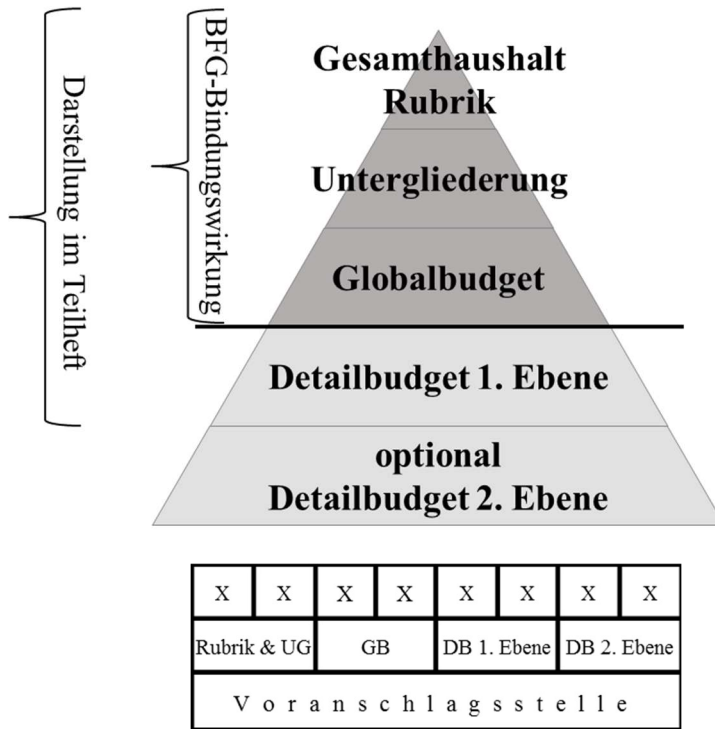 Darstellung im Teilheft
BFG-Bindungswirkung
Gesamthaushalt
Rubrik
Untergliederung
Globalbudget
Detailbudget 1. Ebene
optional
Detailbudget 2. Ebene
X X X X X X X X
Rubrik & UG GB DB 1. Ebene DB 2. Ebene
Voranschlagsstelle